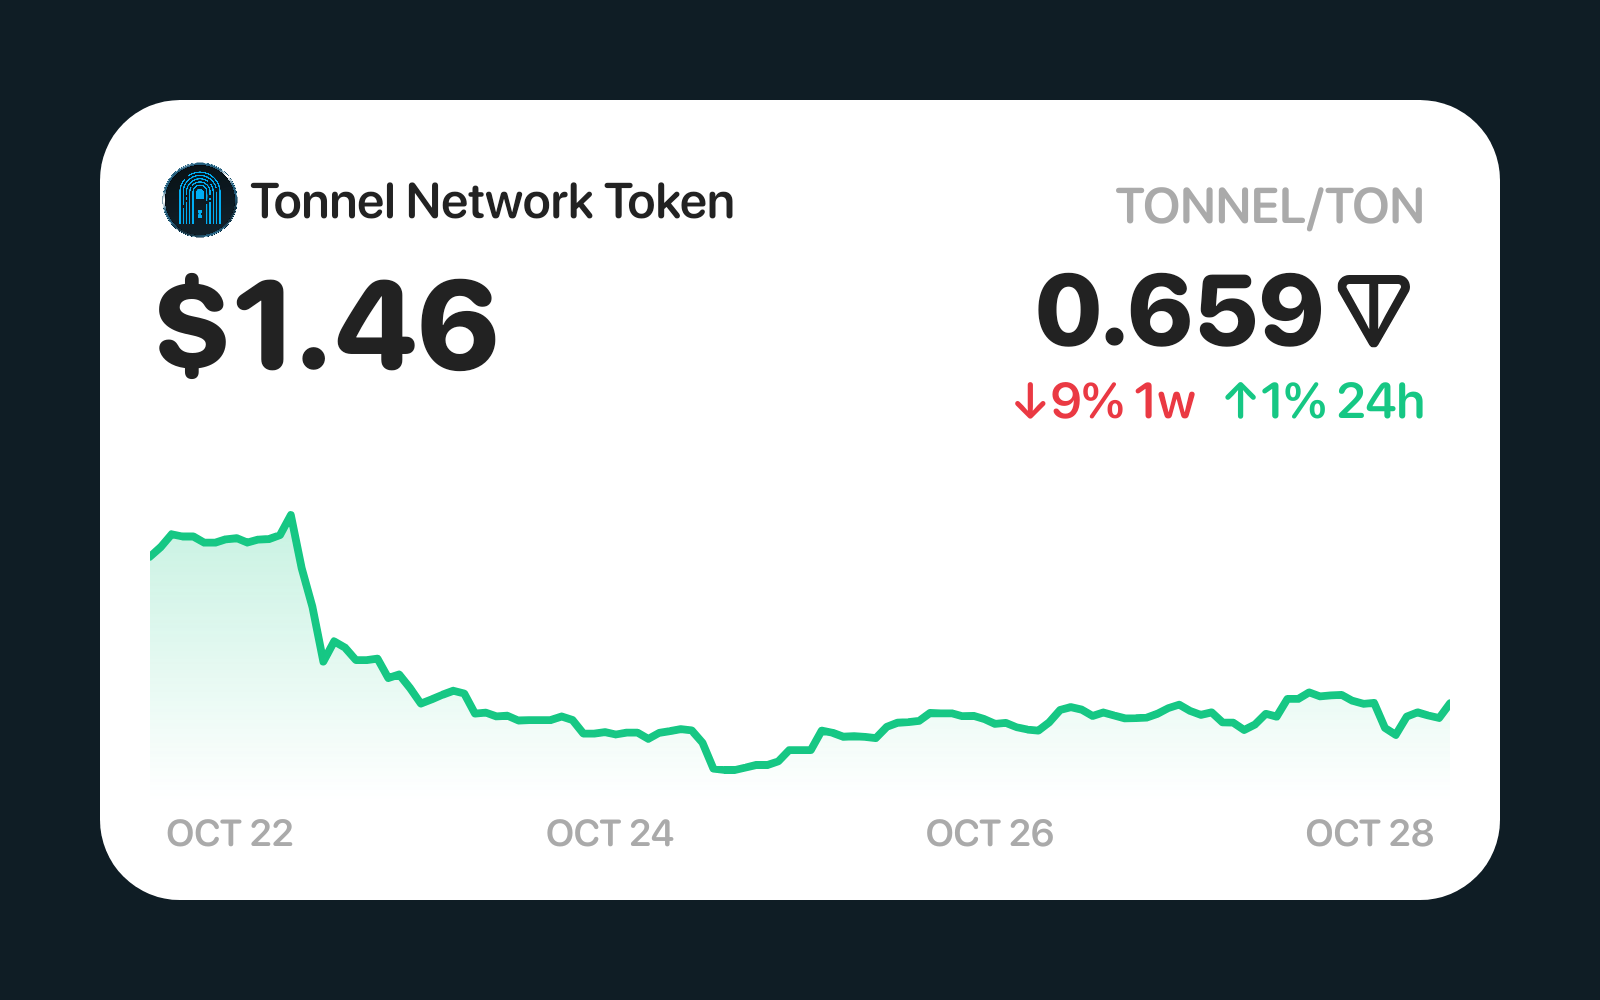 Tonnel Network Token
TONNEL/TON
$1.46
0.659
↓9% 1w ↑1% 24h
OCT 22 OCT 24 OCT 26 OCT 28